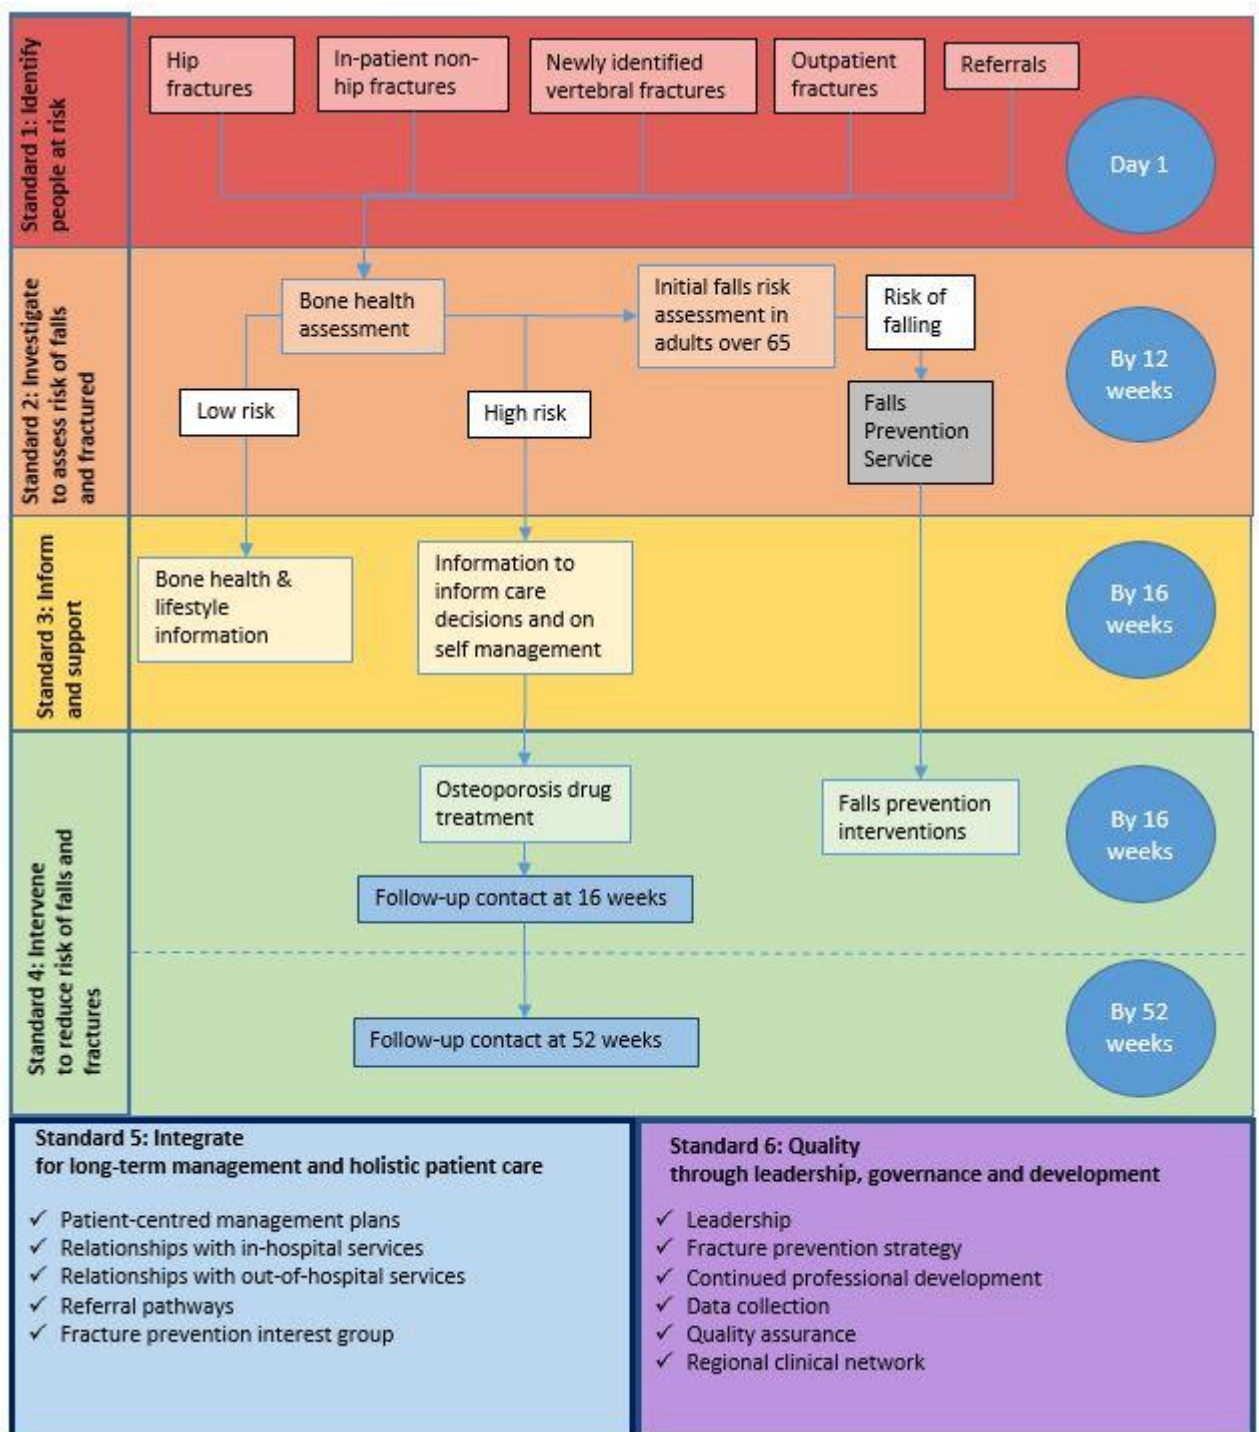 Standard 1: Identify
people at risk
Hip
fractures
In-patient non-
hip fractures
Newly identified
vertebral fractures
Outpatient
fractures
Referrals
Day 1
Standard 2: Investigate
to assess risk of falls
and fractured
Bone health
assessment
Initial falls risk
assessment in
adults over 65
Risk of
falling
Low risk
High risk
Falls
Prevention
Service
By 12
weeks
Standard 3: Inform
and support
Bone health &
lifestyle
information
Information to
inform care
decisions and on
self management
By 16
weeks
Standard 4: Intervene
to reduce risk of falls and
fractures
Osteoporosis drug
treatment
Falls prevention
interventions
By 16
weeks
Follow-up contact at 16 weeks
Follow-up contact at 52 weeks
By 52
weeks
Standard 5: Integrate
for long-term management and holistic patient care
✓ Patient-centred management plans
✓ Relationships with in-hospital services
✓ Relationships with out-of-hospital services
✓ Referral pathways
✓ Fracture prevention interest group
Standard 6: Quality
through leadership, governance and development
✓ Leadership
✓ Fracture prevention strategy
✓ Continued professional development
✓ Data collection
✓ Quality assurance
✓ Regional clinical network